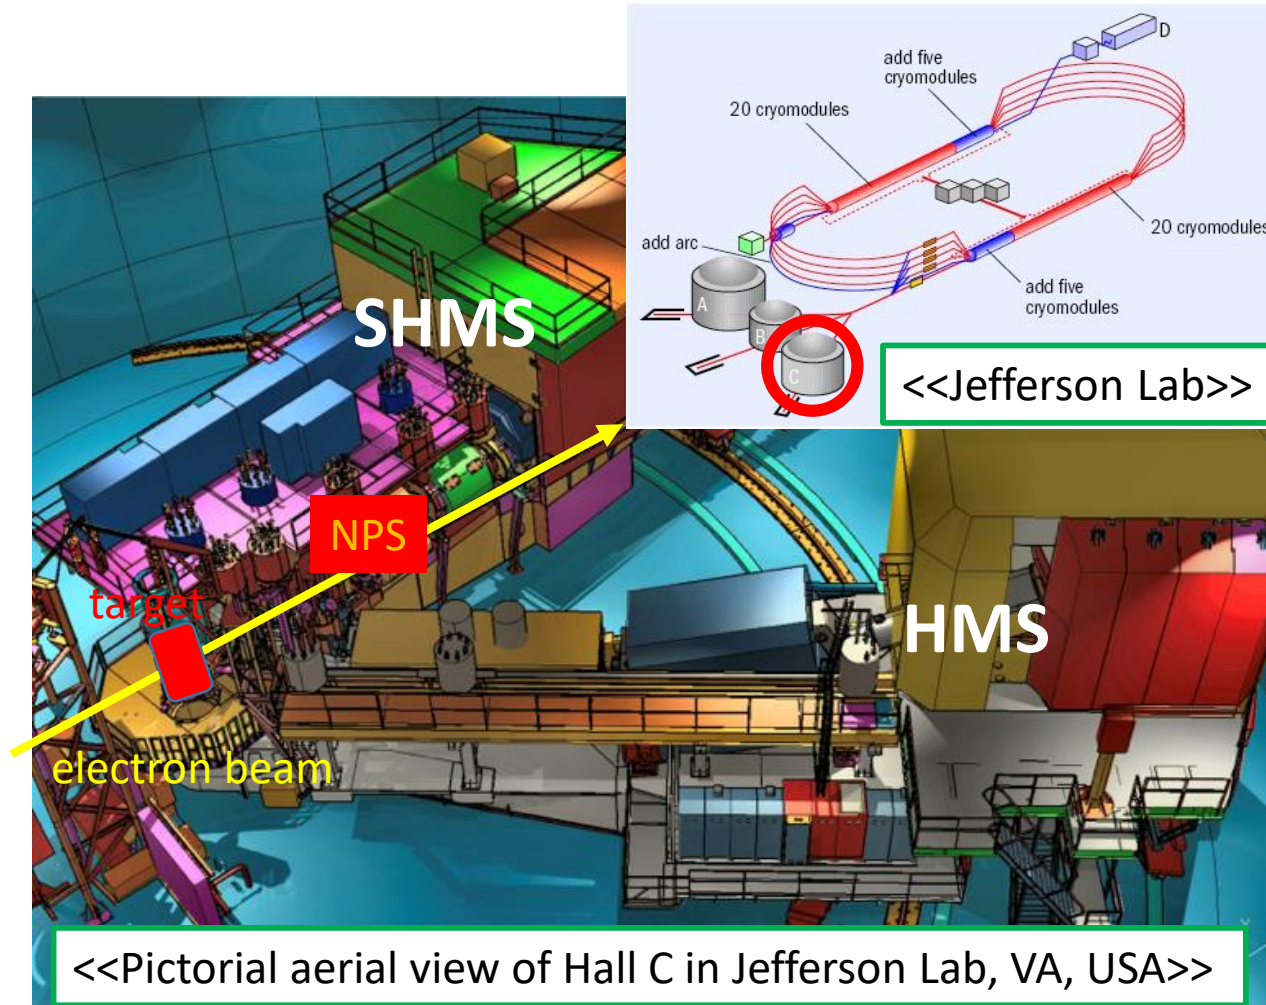 D
add five
cryomodules
20 cryomodules
20 cryomodules
add arc
add five
cryomodules
A
B
C
<<Jefferson Lab>>
SHMS
NPS
target
HMS
electron beam
<<Pictorial aerial view of Hall C in Jefferson Lab, VA, USA>>